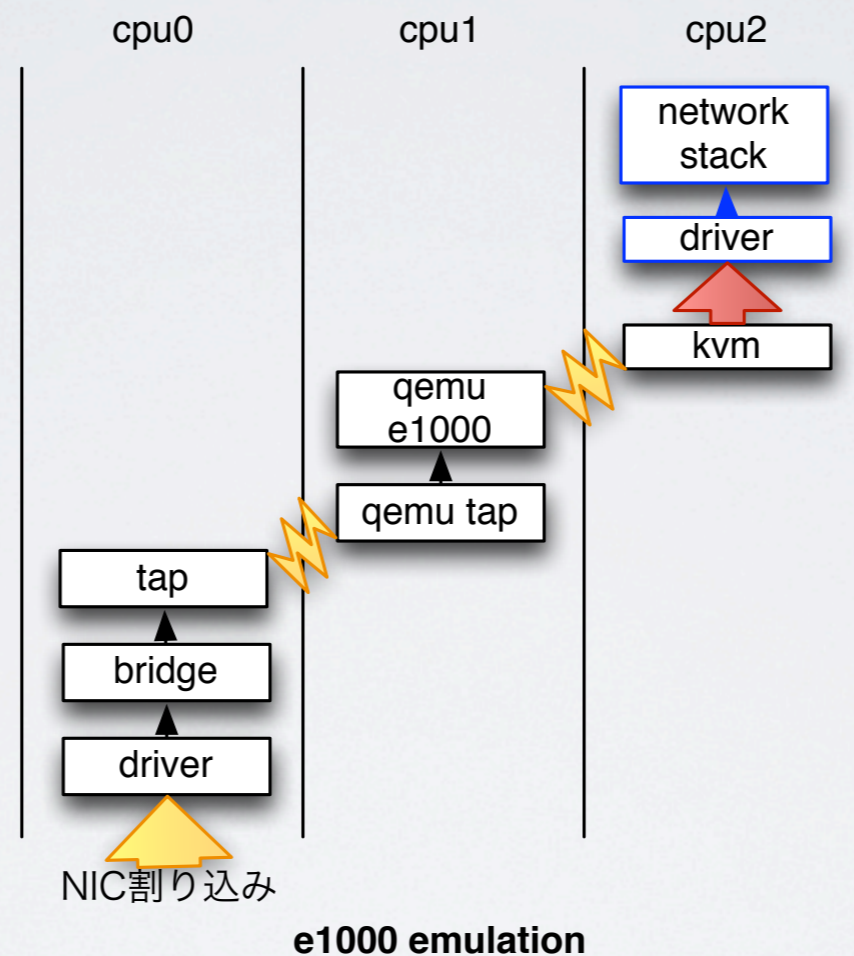 cpu0
cpu1
cpu2
network
stack
driver
kvm
qemu
e1000
qemu tap
tap
bridge
driver
NIC割り込み
e1000 emulation